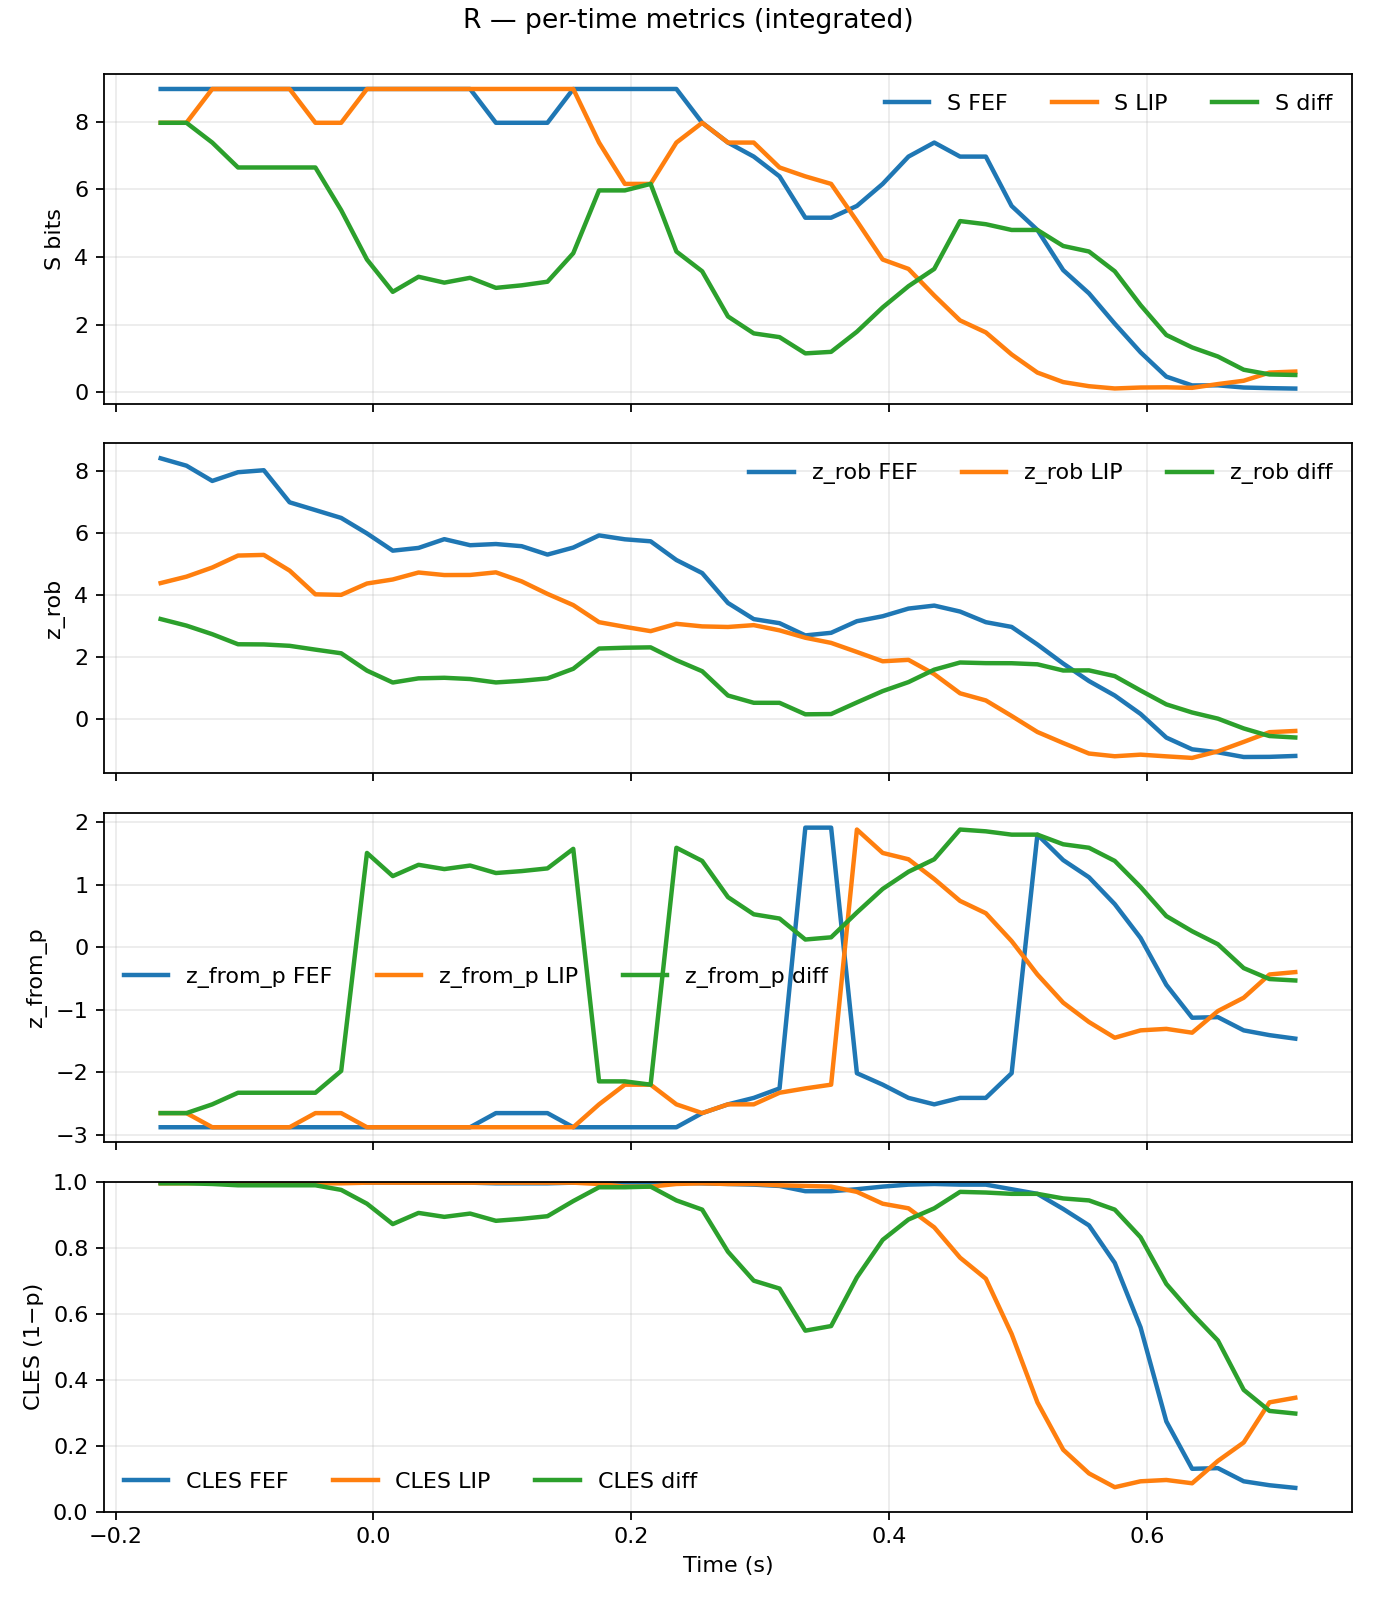 R — per-time metrics (integrated)
S FEF S LIP S diff
8
6
4
2
0
S bits
z_rob FEF z_rob LIP z_rob diff
8
6
4
2
0
z_rob
2
1
0
−1
−2
−3
z_from_p
z_from_p FEF z_from_p LIP z_from_p diff
1.0
0.8
0.6
0.4
0.2
0.0
CLES (1−p)
CLES FEF CLES LIP CLES diff
−0.2 0.0 0.2 0.4 0.6
Time (s)